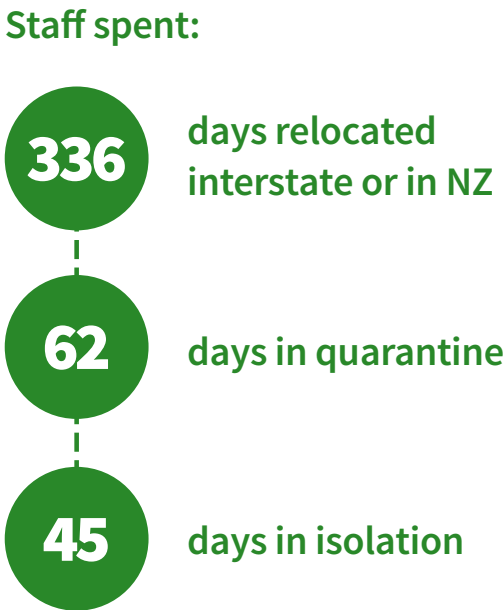 Staff spent:
336
days relocated
interstate or in NZ
62
days in quarantine
45
days in isolation